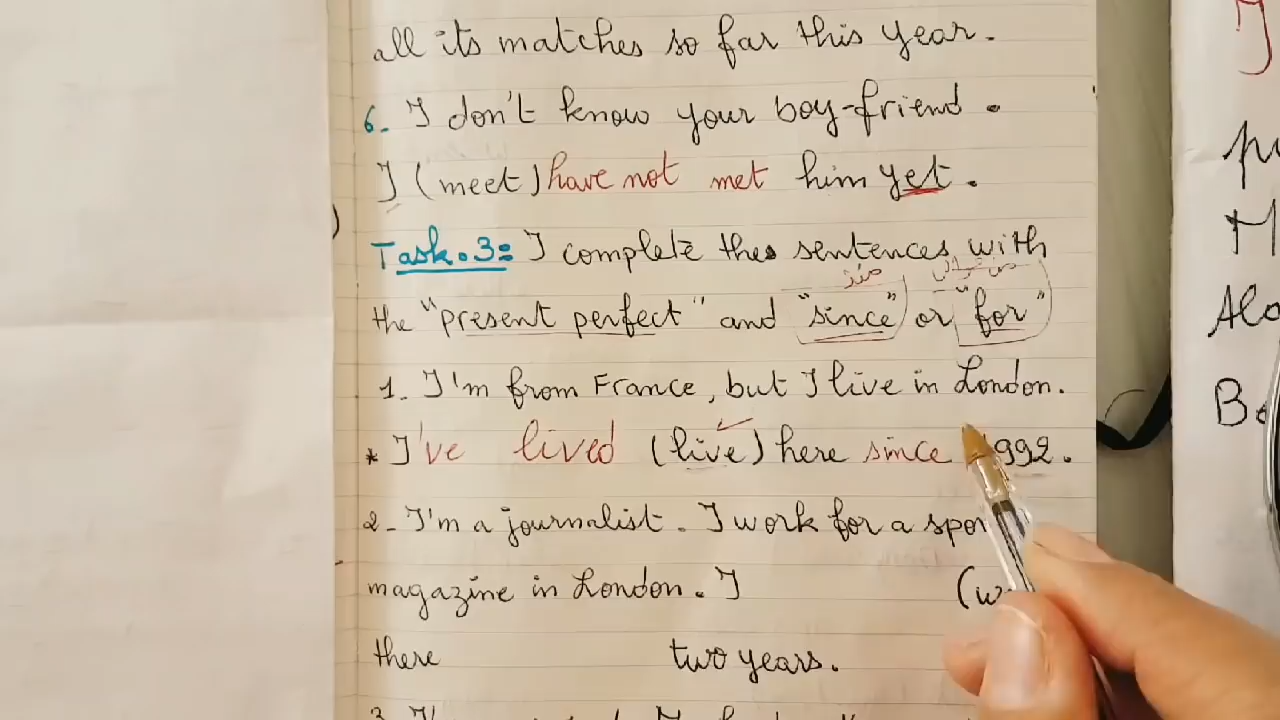 all its matches so far this year.
6. I don't know your boy-friend.
I (meet) have not met him yet.
Task.3: I complete thes sentences with
منذ
the "present perfect" and "since" or "for"
1. I'm from France, but I live in London.
* I've lived (live) here since 1992.
2- I'm a journalist. I work for a spor
magazine in London. I (w
there two years.
3